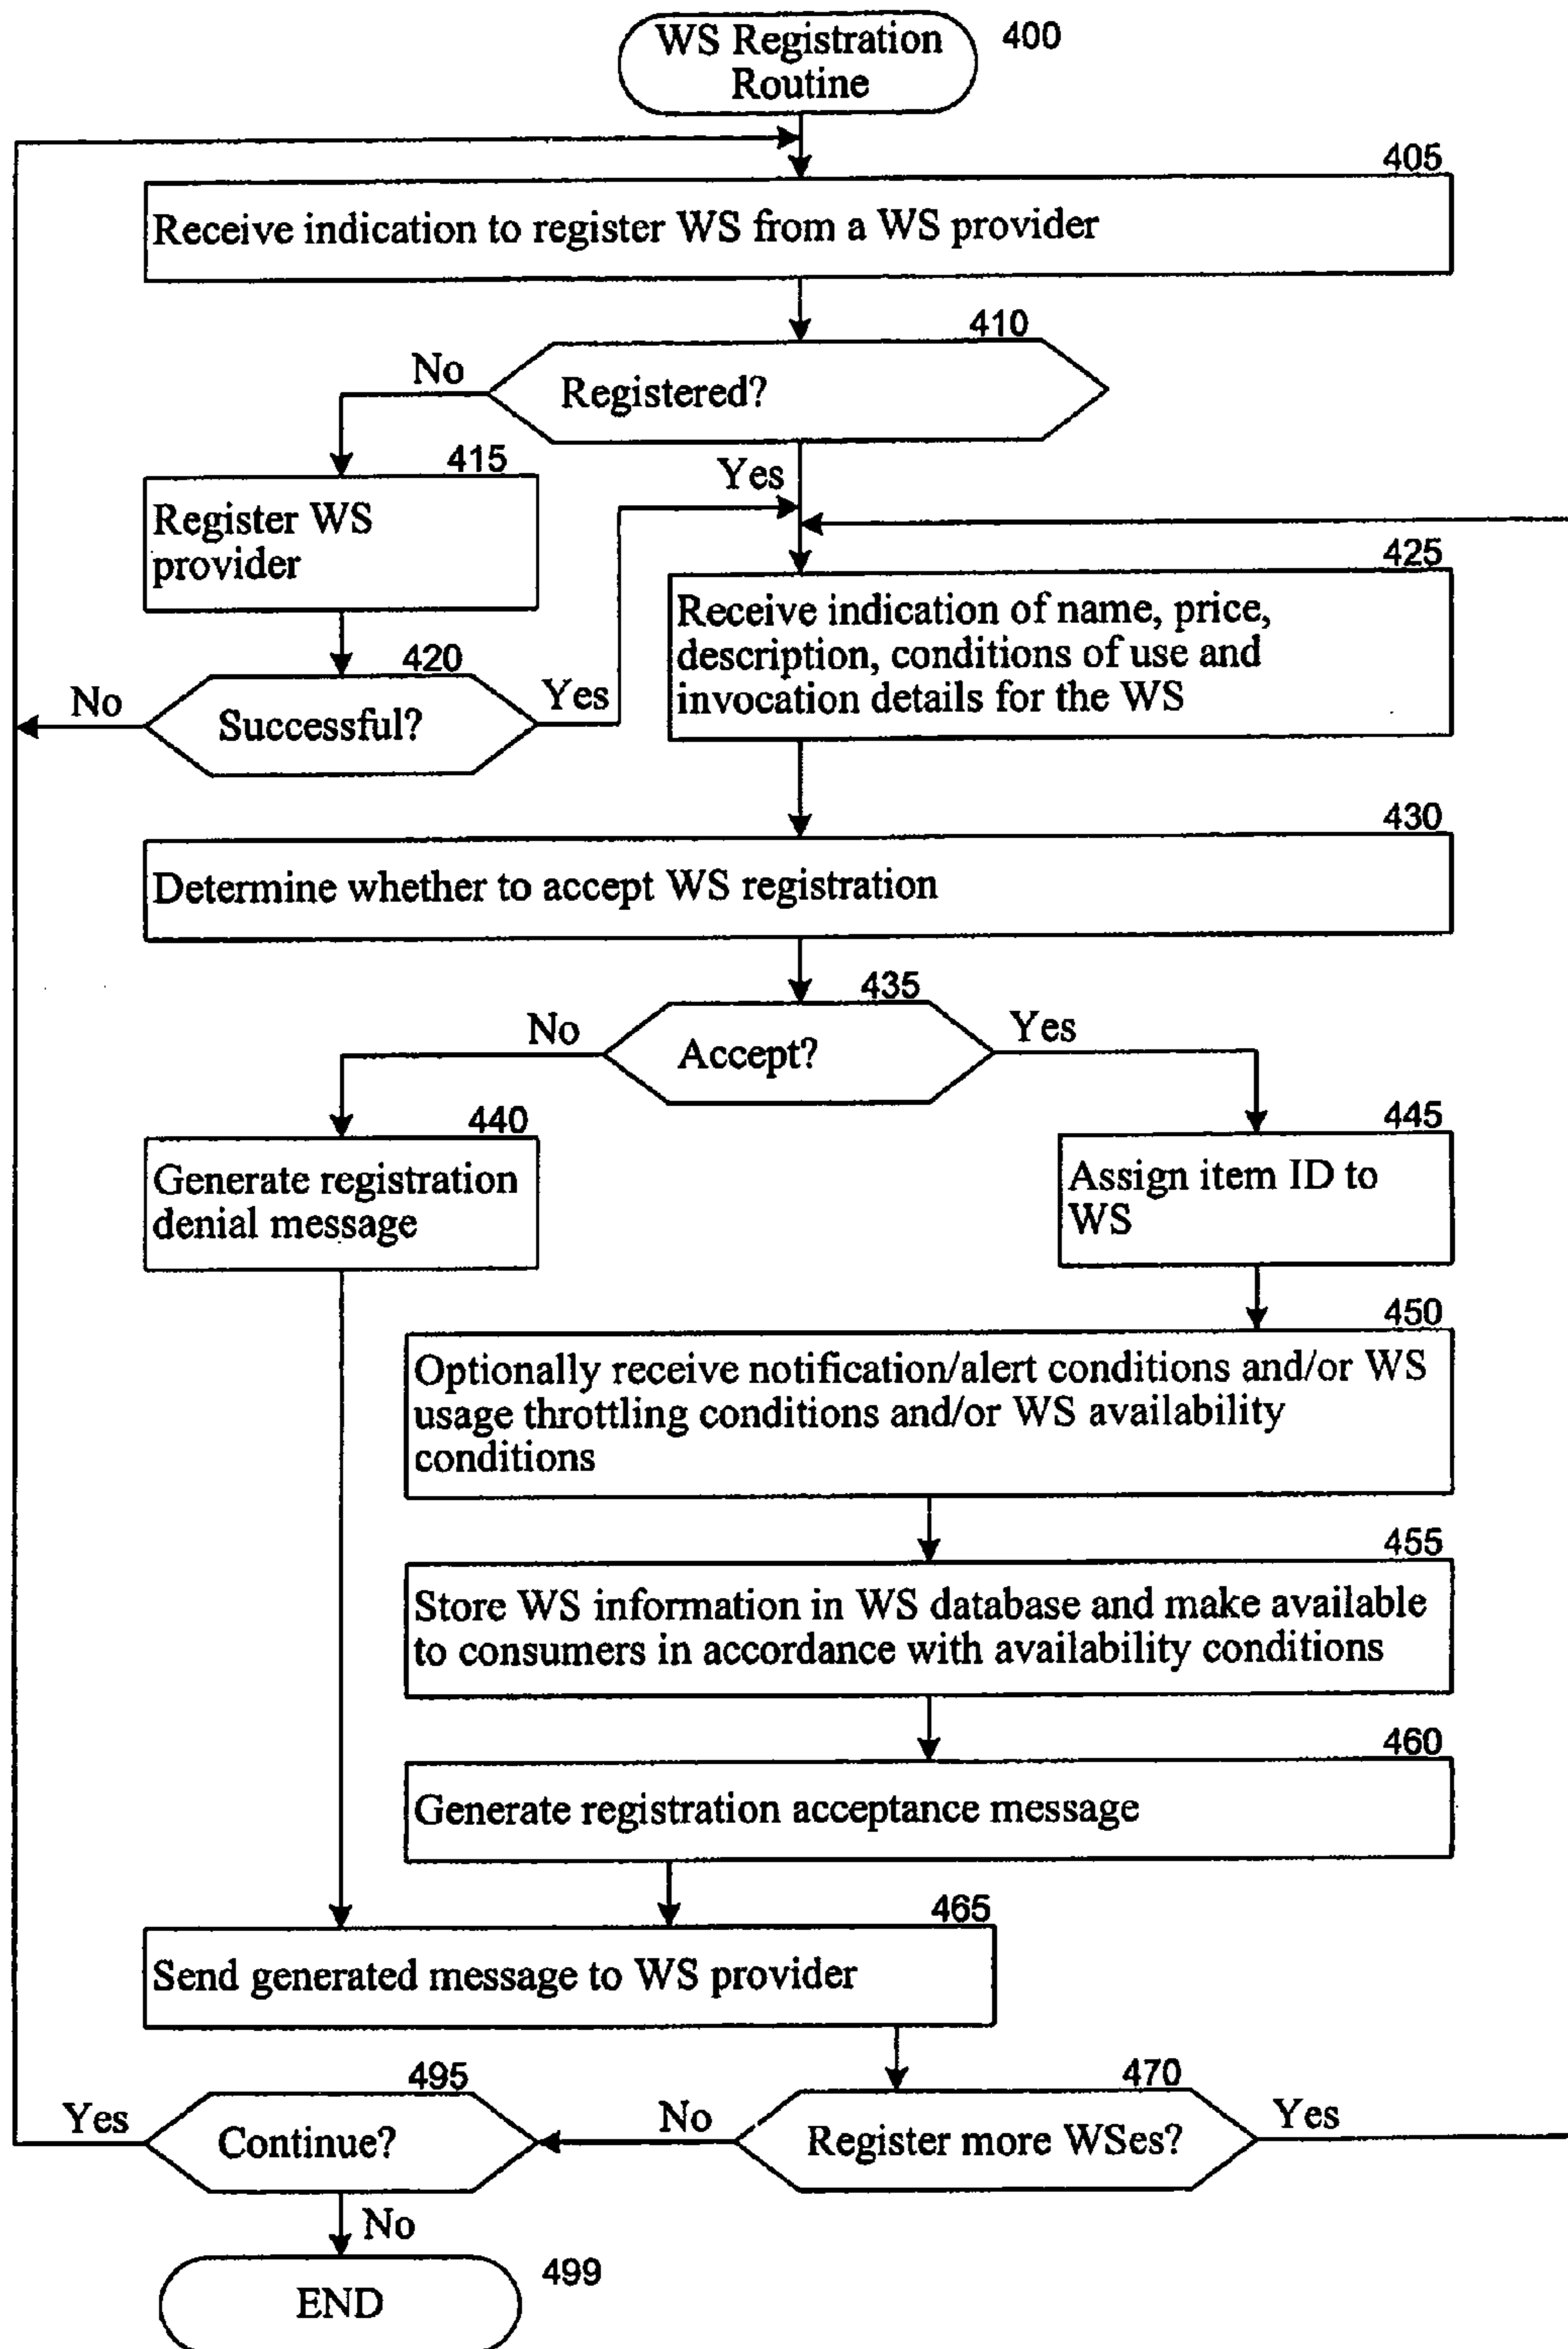 WS Registration
Routine
400
405
Receive indication to register WS from a WS provider
410
No
Registered?
415
Yes
Register WS
provider
425
Receive indication of name, price,
description, conditions of use and
invocation details for the WS
420
No
Successful?
Yes
430
Determine whether to accept WS registration
435
No
Accept?
Yes
440
Generate registration
denial message
445
Assign item ID to
WS
450
Optionally receive notification/alert conditions and/or WS
usage throttling conditions and/or WS availability
conditions
455
Store WS information in WS database and make available
to consumers in accordance with availability conditions
460
Generate registration acceptance message
465
Send generated message to WS provider
495
470
Yes
Continue?
No
Register more WSes?
Yes
No
499
END